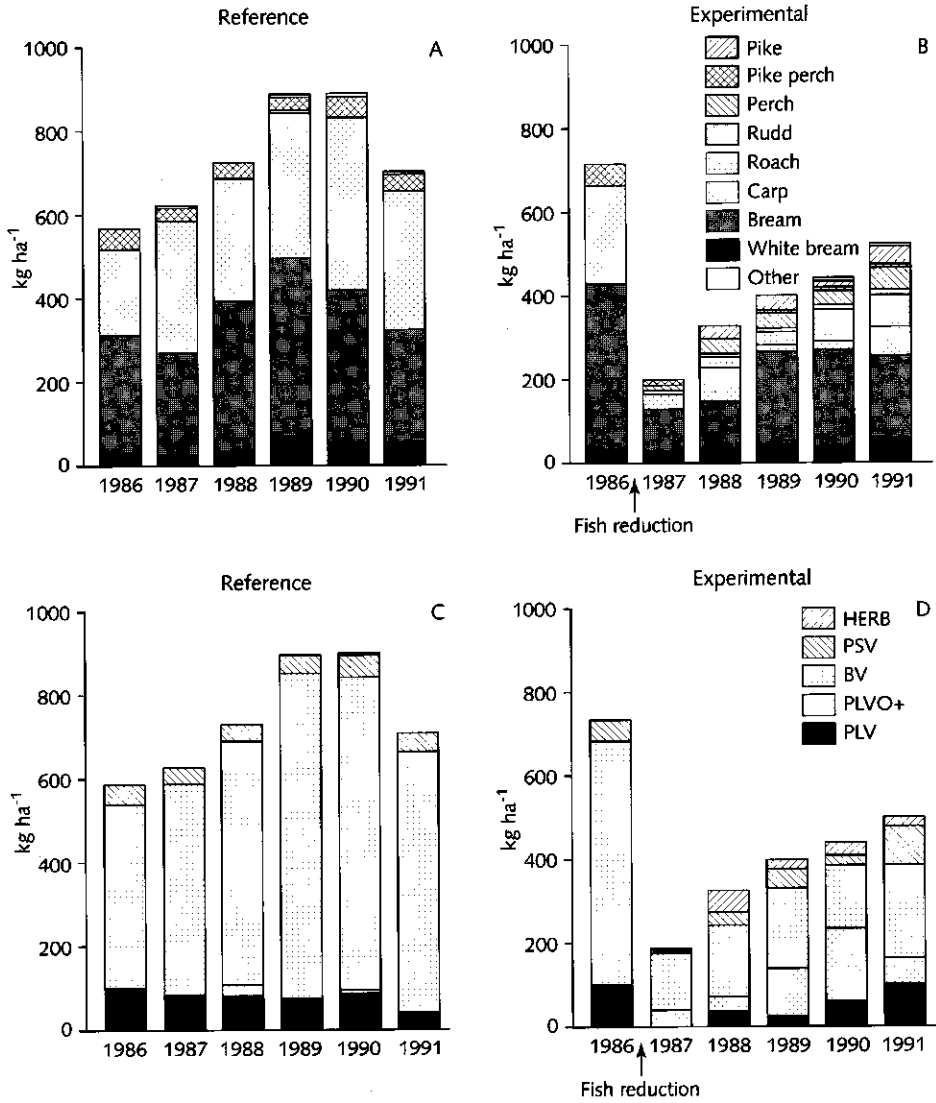 Reference
A
1000
800
600
400
200
0
kg ha⁻¹
1986 1987 1988 1989 1990 1991
Experimental
B
1000
800
600
400
200
0
kg ha⁻¹
Pike
Pike perch
Perch
Rudd
Roach
Carp
Bream
White bream
Other
1986 1987 1988 1989 1990 1991
Fish reduction
Reference
C
1000
800
600
400
200
0
kg ha⁻¹
1986 1987 1988 1989 1990 1991
Experimental
D
1000
800
600
400
200
0
kg ha⁻¹
HERB
PSV
BV
PLVO+
PLV
1986 1987 1988 1989 1990 1991
Fish reduction